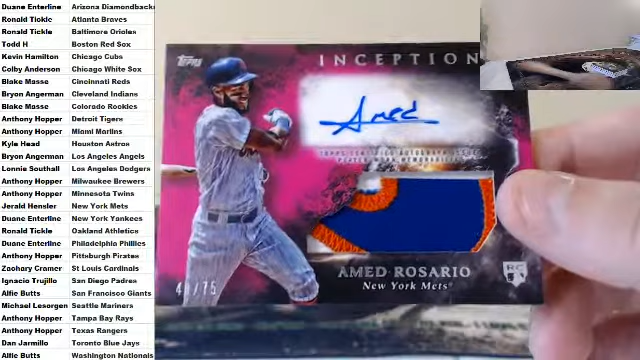 Duane Enterline Arizona Diamondbacks
Ronald Tickle Atlanta Braves
Ronald Tickle Baltimore Orioles
Todd H Boston Red Sox
Kevin Hamilton Chicago Cubs
Colby Anderson Chicago White Sox
Blake Masse Cincinnati Reds
Bryon Angerman Cleveland Indians
Blake Masse Colorado Rookies
Anthony Hopper Detroit Tigers
Anthony Hopper Miami Marlins
Kyle Head Houston Astros
Bryon Angerman Los Angels Angels
Lonnie Southall Los Angeles Dodgers
Anthony Hopper Milwaukee Brewers
Anthony Hopper Minnesota Twins
Jerald Hensler New York Mets
Duane Enterline New York Yankees
Ronald Tickle Oakland Athletics
Duane Enterline Philadelphia Phillies
Anthony Hopper Pittsburgh Pirates
Zachary Cramer St Louis Cardinals
Ignacio Trujillo San Diego Padres
Alfie Butts San Francisco Giants
Michael Lesorgen Seattle Mariners
Anthony Hopper Tampa Bay Rays
Anthony Hopper Texas Rangers
Dan Jarmillo Toronto Blue Jays
Alfie Butts Washington Nationals
Topps INCEPTION
Amed
AMED ROSARIO
New York Mets
RC